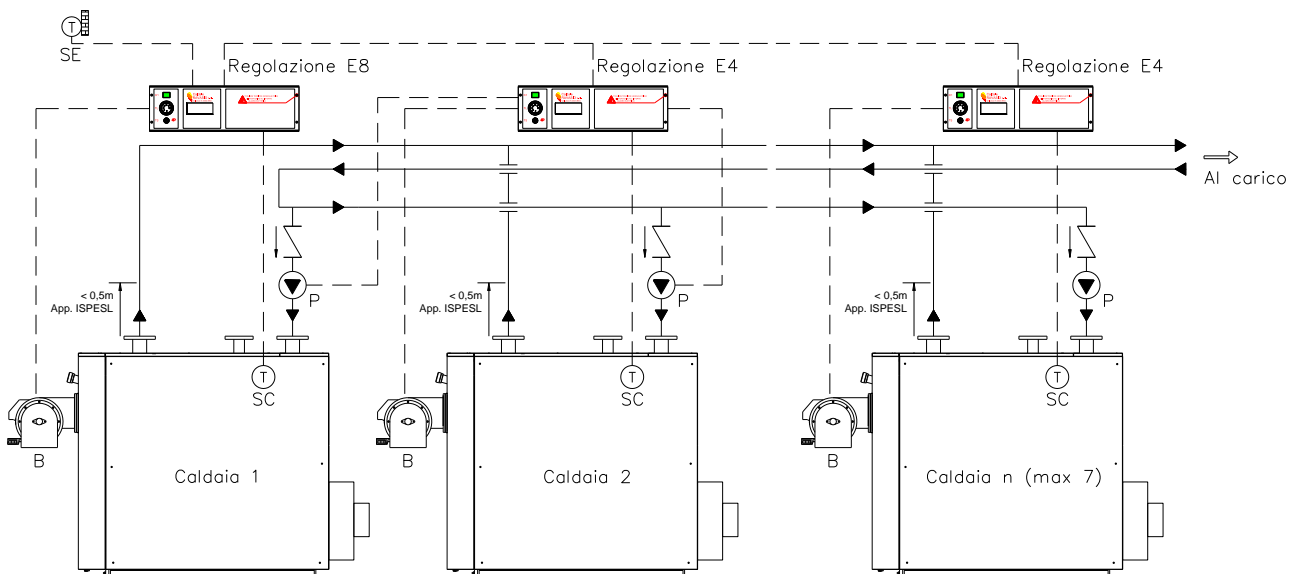 T
SE
Regolazione E8
Regolazione E4
Regolazione E4
Al carico
< 0,5m
App. ISPESL
P
< 0,5m
App. ISPESL
P
< 0,5m
App. ISPESL
P
T
SC
T
SC
T
SC
B
B
B
Caldaia 1
Caldaia 2
Caldaia n (max 7)